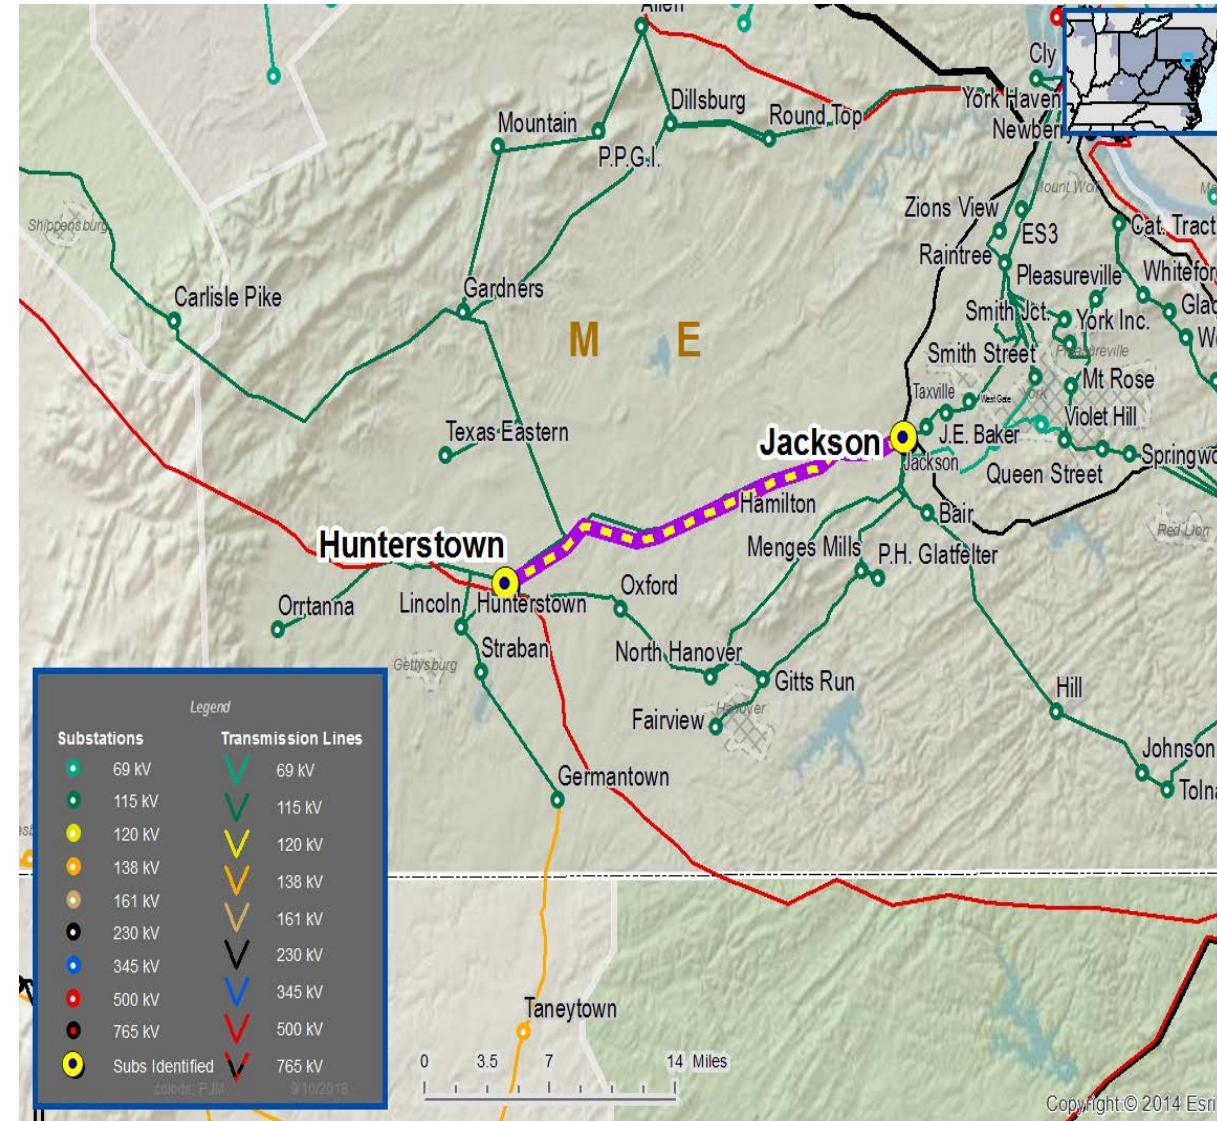 Allen
Cly
York Haven
Dillsburg
Round Top
Mountain
Newberry
P.P.G.I.
Mount Wolf
Zions View
Cat. Tract
Shippensburg
ES3
Raintree
Pleasureville
Whiteford
Carlisle Pike
Gardners
Smith Jct.
York Inc.
M E
Smith Street
Pleasureville
Mt Rose
Taxville
West Gate
York
Violet Hill
Texas Eastern
Jackson
J.E. Baker
Jackson
Queen Street
Springwo
Hamilton
Bair
Red Lion
Hunterstown
Menges Mills
P.H. Glatfelter
Orrtanna
Lincoln
Hunterstown
Oxford
Straban
North Hanover
Gettysburg
Gitts Run
Hill
Fairview
Hanover
Johnson
Germantown
Tolna
Legend
Substations
Transmission Lines
69 kV
69 kV
115 kV
115 kV
120 kV
120 kV
138 kV
138 kV
161 kV
161 kV
230 kV
230 kV
345 kV
345 kV
500 kV
500 kV
765 kV
765 kV
Subs Identified
PJM
9/10/2018
Taneytown
0 3.5 7 14 Miles
Copyright:© 2014 Esri